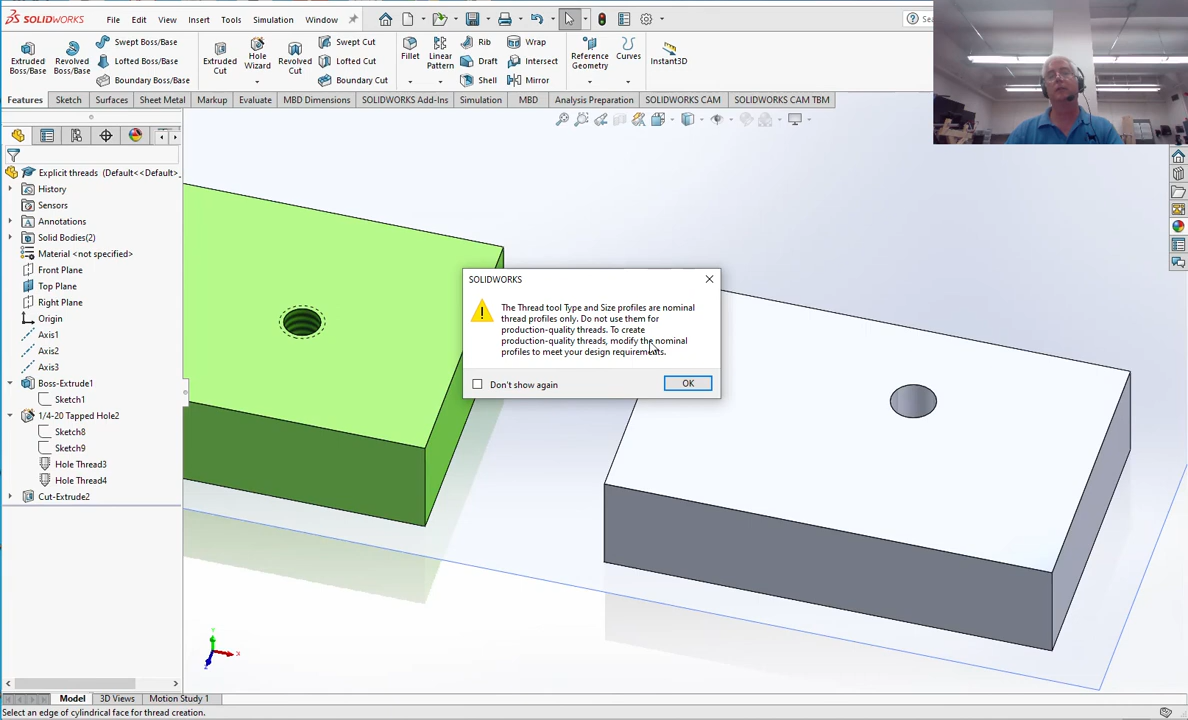 SOLIDWORKS
File
Edit
View
Insert
Tools
Simulation
Window
Extruded
Boss/Base
Revolved
Boss/Base
Swept Boss/Base
Lofted Boss/Base
Boundary Boss/Base
Extruded
Cut
Hole
Wizard
Revolved
Cut
Swept Cut
Lofted Cut
Boundary Cut
Fillet
Linear
Pattern
Rib
Draft
Shell
Wrap
Intersect
Mirror
Reference
Geometry
Curves
Instant3D
Features
Sketch
Surfaces
Sheet Metal
Markup
Evaluate
MBD Dimensions
SOLIDWORKS Add-Ins
Simulation
MBD
Analysis Preparation
SOLIDWORKS CAM
SOLIDWORKS CAM TBM
Explicit threads (Default<<Default>
History
Sensors
Annotations
Solid Bodies(2)
Material <not specified>
Front Plane
Top Plane
Right Plane
Origin
Axis1
Axis2
Axis3
Boss-Extrude1
Sketch1
1/4-20 Tapped Hole2
Sketch8
Sketch9
Hole Thread3
Hole Thread4
Cut-Extrude2
SOLIDWORKS
The Thread tool Type and Size profiles are nominal
thread profiles only. Do not use them for
production-quality threads. To create
production-quality threads, modify the nominal
profiles to meet your design requirements.
Don't show again
OK
Model
3D Views
Motion Study 1
Select an edge of cylindrical face for thread creation.